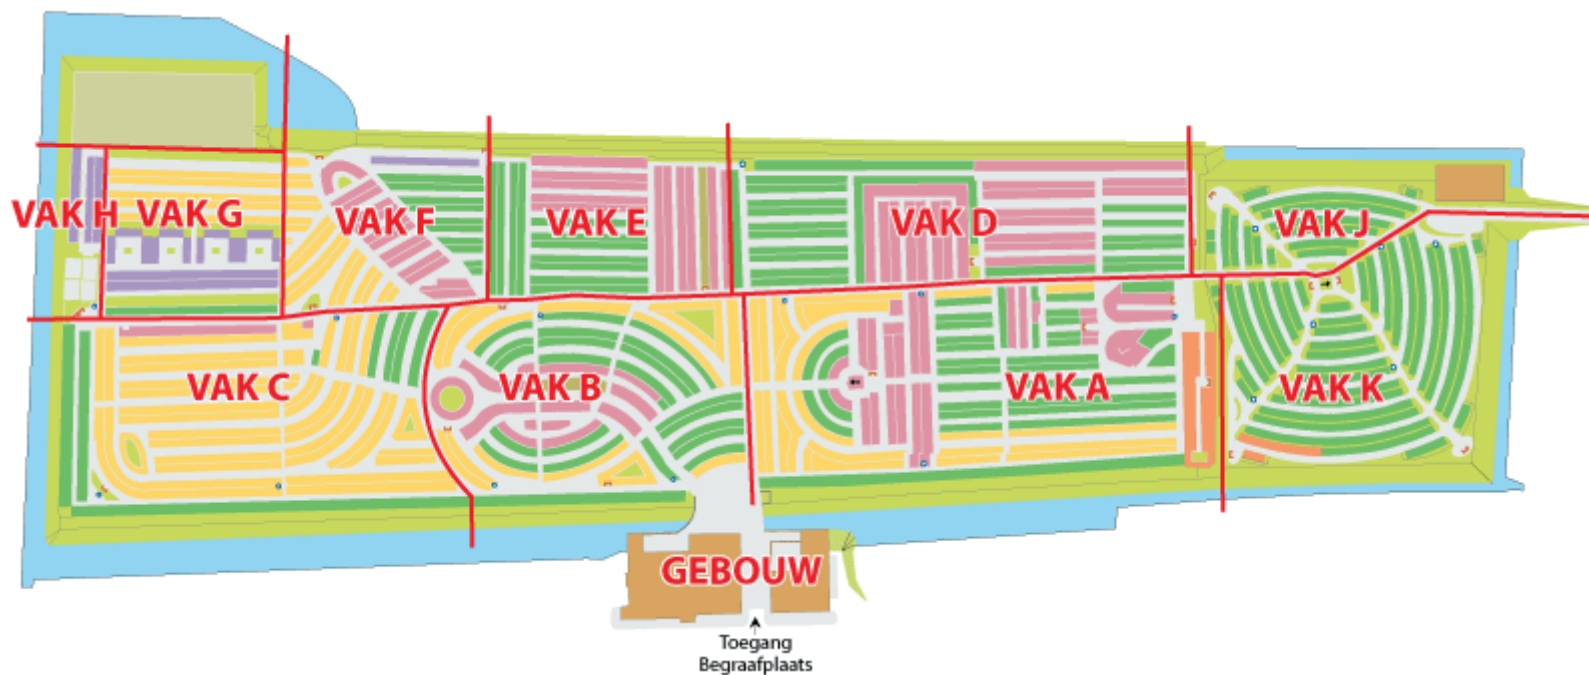 VAK H
VAK G
VAK F
VAK E
VAK D
VAK J
VAK C
VAK B
VAK A
VAK K
GEBOUW
Toegang
Begraafplaats